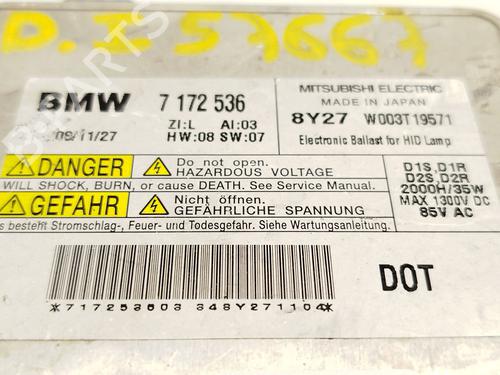 D.I 57667
BMW 7 172 536
ZI:L AI:03
09/11/27 HW:08 SW:07
MITSUBISHI ELECTRIC
MADE IN JAPAN
8Y27 W003T19571
Electronic Ballast for HID Lamp
DANGER Do not open.
HAZARDOUS VOLTAGE
WILL SHOCK, BURN, or cause DEATH. See Service Manual.
GEFAHR Nicht öffnen.
GEFÄHRLICHE SPANNUNG
besteht Stromschlag-, Feuer- und Todesgefahr. Siehe Wartungsanleitung.
D1S, D1R
D2S, D2R
2000H/35W
MAX 1300V DC
85V AC
DOT
*717253603 348Y271104*